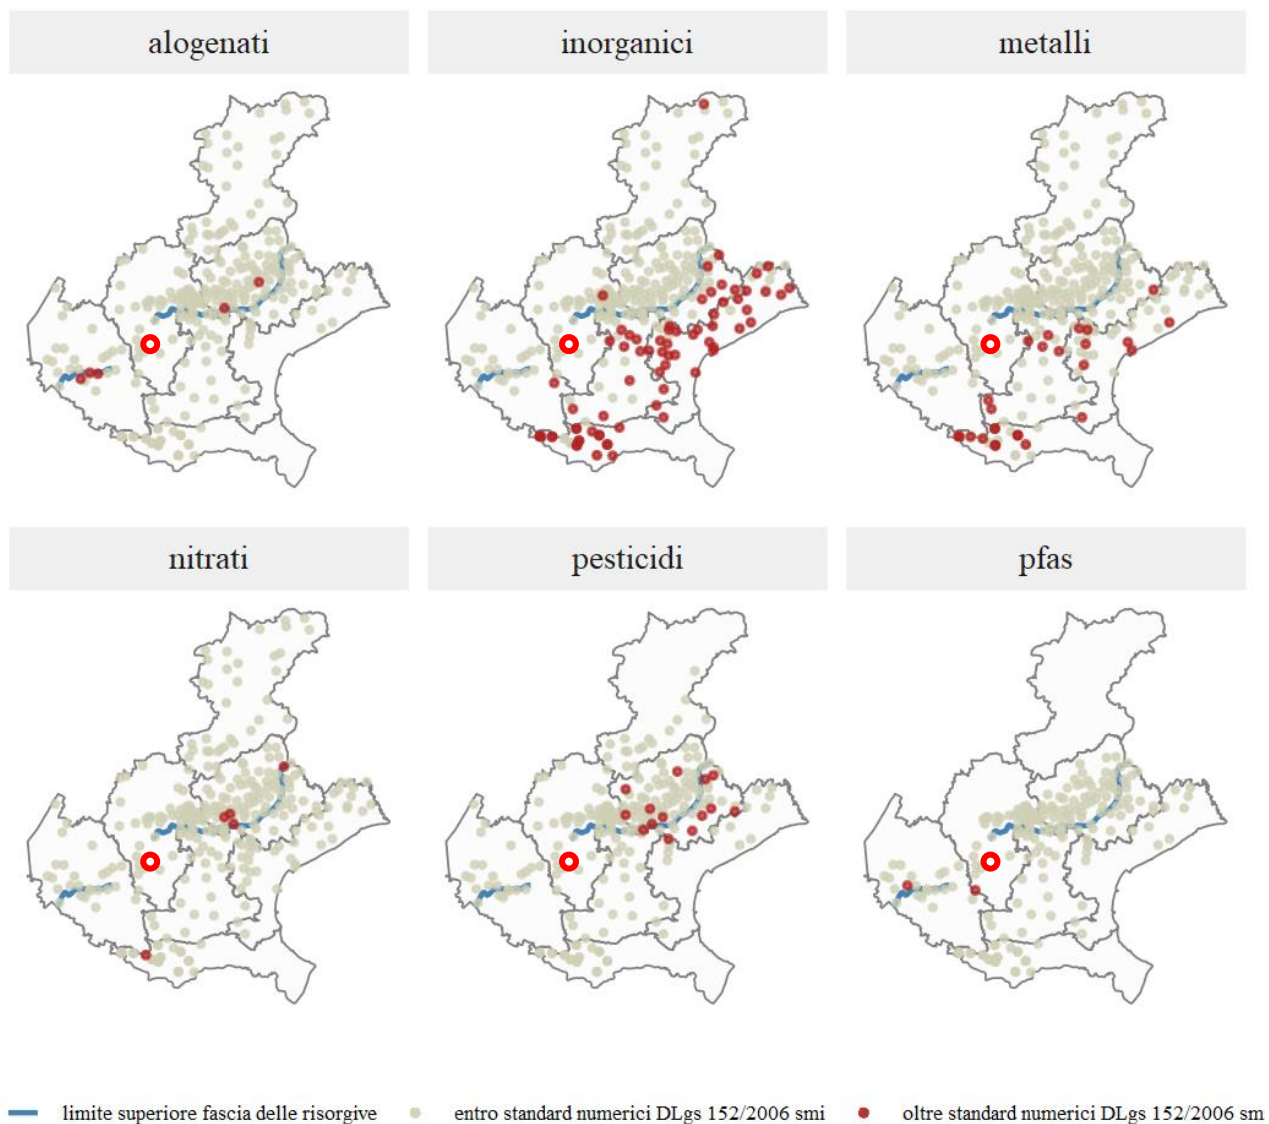 alogenati
inorganici
metalli
nitrati
pesticidi
pfas
limite superiore fascia delle risorgive
entro standard numerici DLgs 152/2006 smi
oltre standard numerici DLgs 152/2006 sm